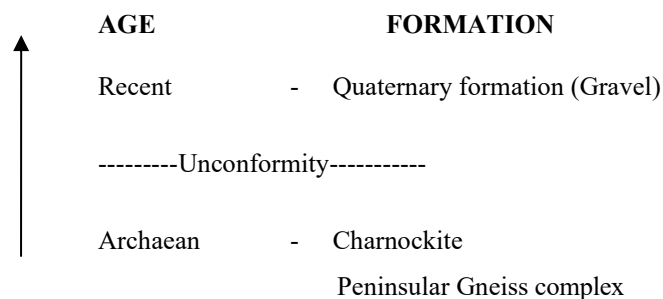 AGE FORMATION
Recent - Quaternary formation (Gravel)
---------Unconformity-----------
Archaean - Charnockite
Peninsular Gneiss complex